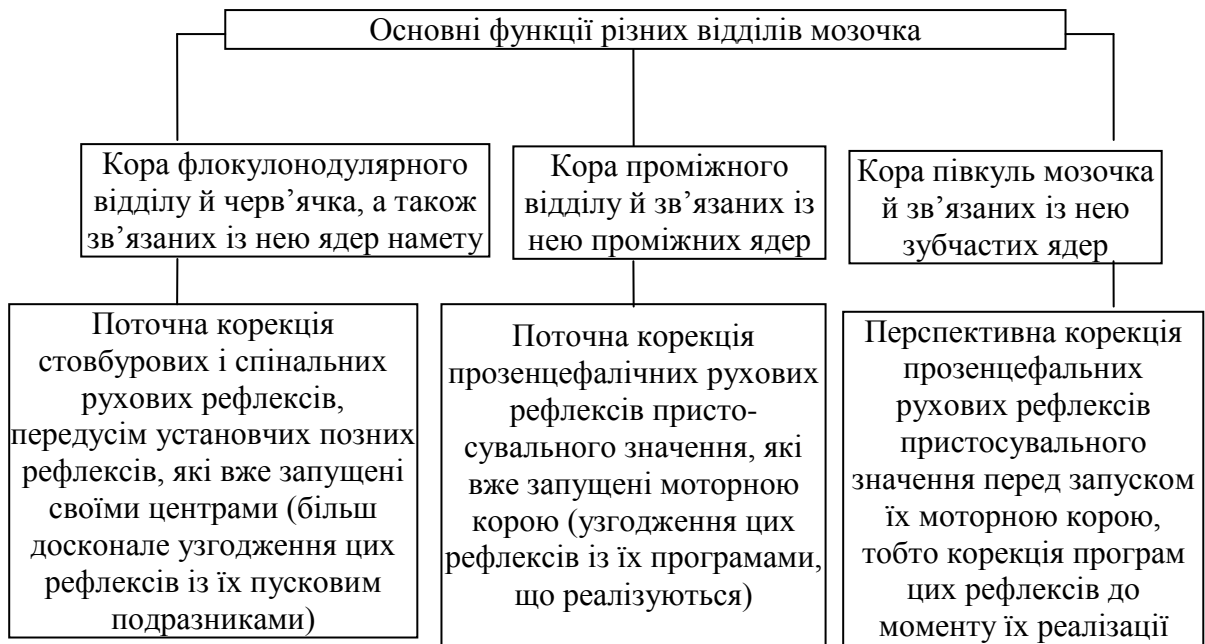 Основні функції різних відділів мозочка
Кора флокулонодулярного
відділу й черв’ячка, а також
зв’язаних із нею ядер намету
Кора проміжного
відділу й зв’язаних із
нею проміжних ядер
Кора півкуль мозочка
й зв’язаних із нею
зубчастих ядер
Поточна корекція
стовбурових і спінальних
рухових рефлексів,
передусім установчих позних
рефлексів, які вже запущені
своїми центрами (більш
досконале узгодження цих
рефлексів із їх пусковим
подразниками)
Поточна корекція
прозенцефалічних рухових
рефлексів присто-
сувального значення, які
вже запущені моторною
корою (узгодження цих
рефлексів із їх програмами,
що реалізуються)
Перспективна корекція
прозенцефальних
рухових рефлексів
пристосувального
значення перед запуском
їх моторною корою,
тобто корекція програм
цих рефлексів до
моменту їх реалізації